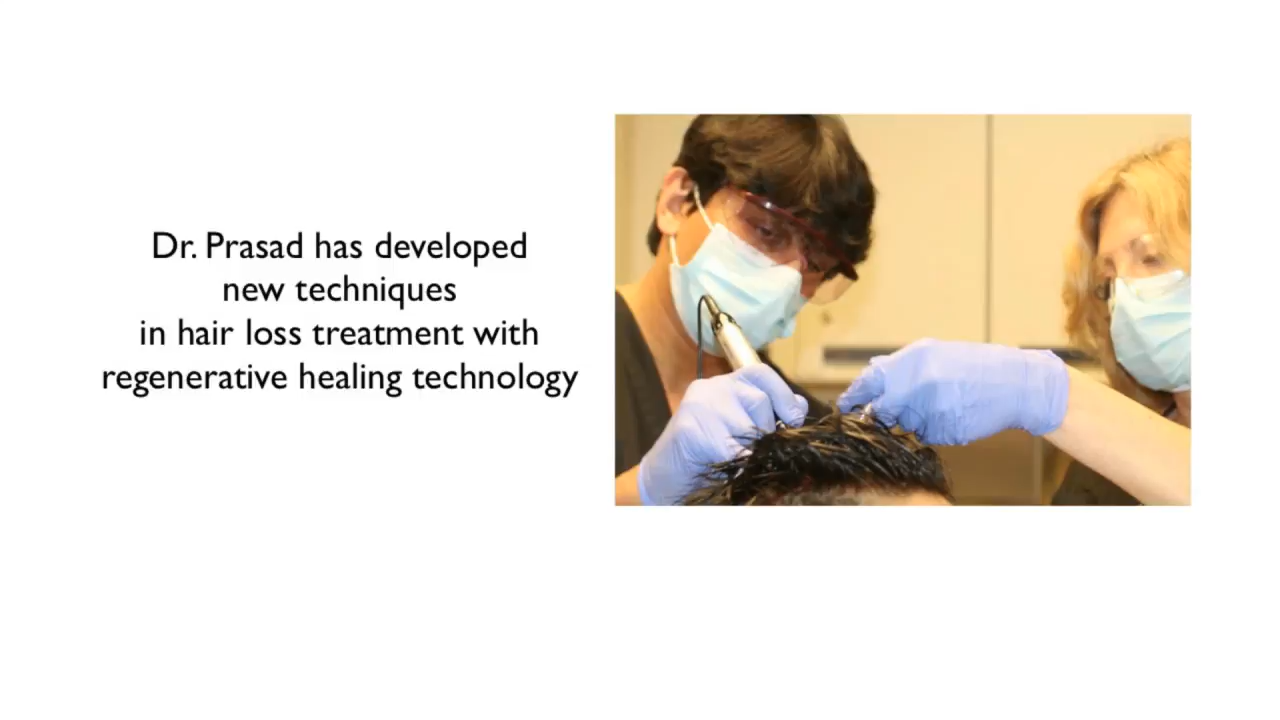 Dr. Prasad has developed
new techniques
in hair loss treatment with
regenerative healing technology